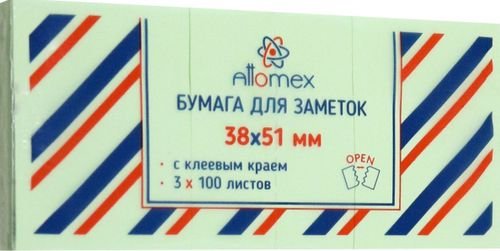 Attomex
БУМАГА ДЛЯ ЗАМЕТОК
38x51 мм
• с клеевым краем
• 3 x 100 листов
OPEN